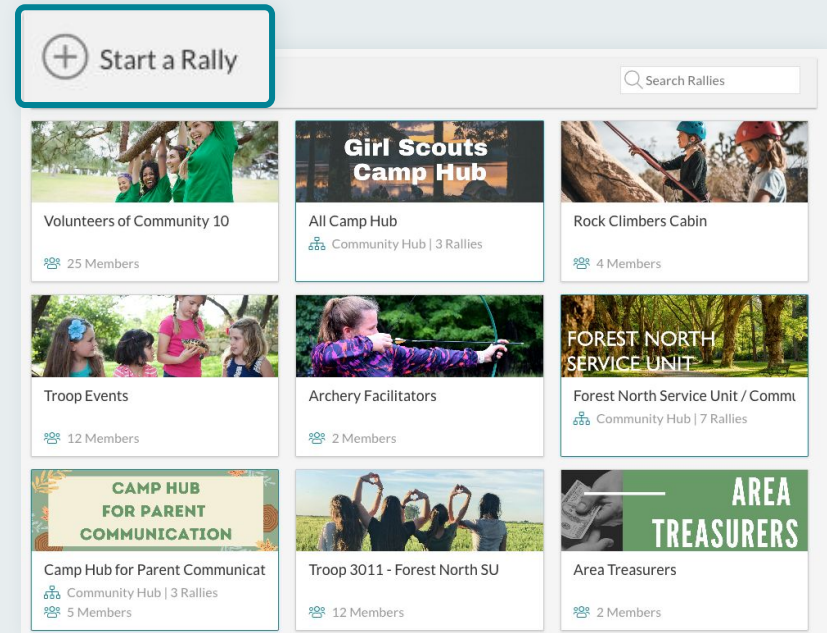 Start a Rally
Search Rallies
Girl Scouts
Camp Hub
Volunteers of Community 10
25 Members
All Camp Hub
Community Hub | 3 Rallies
Rock Climbers Cabin
4 Members
FOREST NORTH
SERVICE UNIT
Troop Events
12 Members
Archery Facilitators
2 Members
Forest North Service Unit / Commu
Community Hub | 7 Rallies
CAMP HUB
FOR PARENT
COMMUNICATION
AREA
TREASURERS
Camp Hub for Parent Communicat
Community Hub | 3 Rallies
5 Members
Troop 3011 - Forest North SU
12 Members
Area Treasurers
2 Members